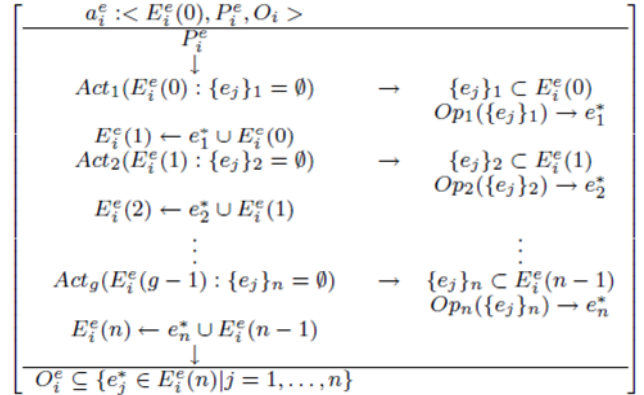 a_i^e :< E_i^e(0), P_i^e, O_i >
P_i^e
↓
Act_1(E_i^e(0) : {e_j}_1 = ∅) → {e_j}_1 ⊂ E_i^e(0)
Op_1({e_j}_1) → e_1^*
E_i^e(1) ← e_1^* ∪ E_i^e(0)
Act_2(E_i^e(1) : {e_j}_2 = ∅) → {e_j}_2 ⊂ E_i^e(1)
Op_2({e_j}_2) → e_2^*
E_i^e(2) ← e_2^* ∪ E_i^e(1)
⋮ ⋮
Act_g(E_i^e(g − 1) : {e_j}_n = ∅) → {e_j}_n ⊂ E_i^e(n − 1)
Op_n({e_j}_n) → e_n^*
E_i^e(n) ← e_n^* ∪ E_i^e(n − 1)
↓
O_i^e ⊆ {e_j^* ∈ E_i^e(n)|j = 1, . . . , n}